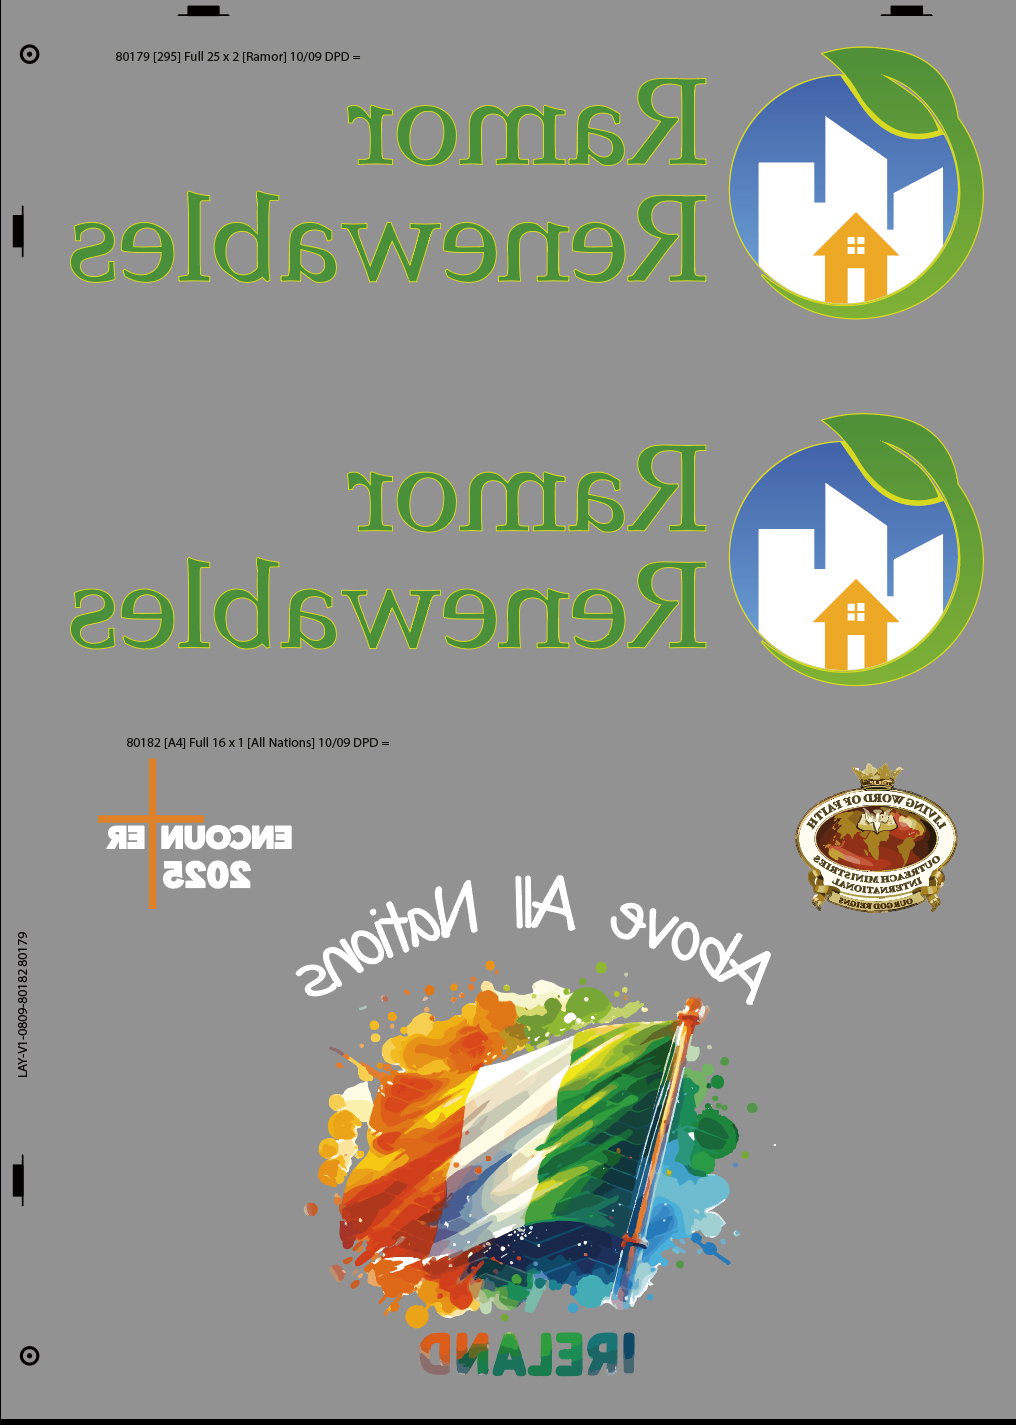 80179 [295] Full 25 x 2 [Ramor] 10/09 DPD =
Ramor
Renewables
Ramor
Renewables
80182 [A4] Full 16 x 1 [All Nations] 10/09 DPD =
ENCOUN ER
2025
LIVING WORD OF FAITH
OUTREACH MINISTRIES
INTERNATIONAL
OUR GOD REIGNS
Above All Nations
IRELAND
LAY-V1-0809-80182 80179